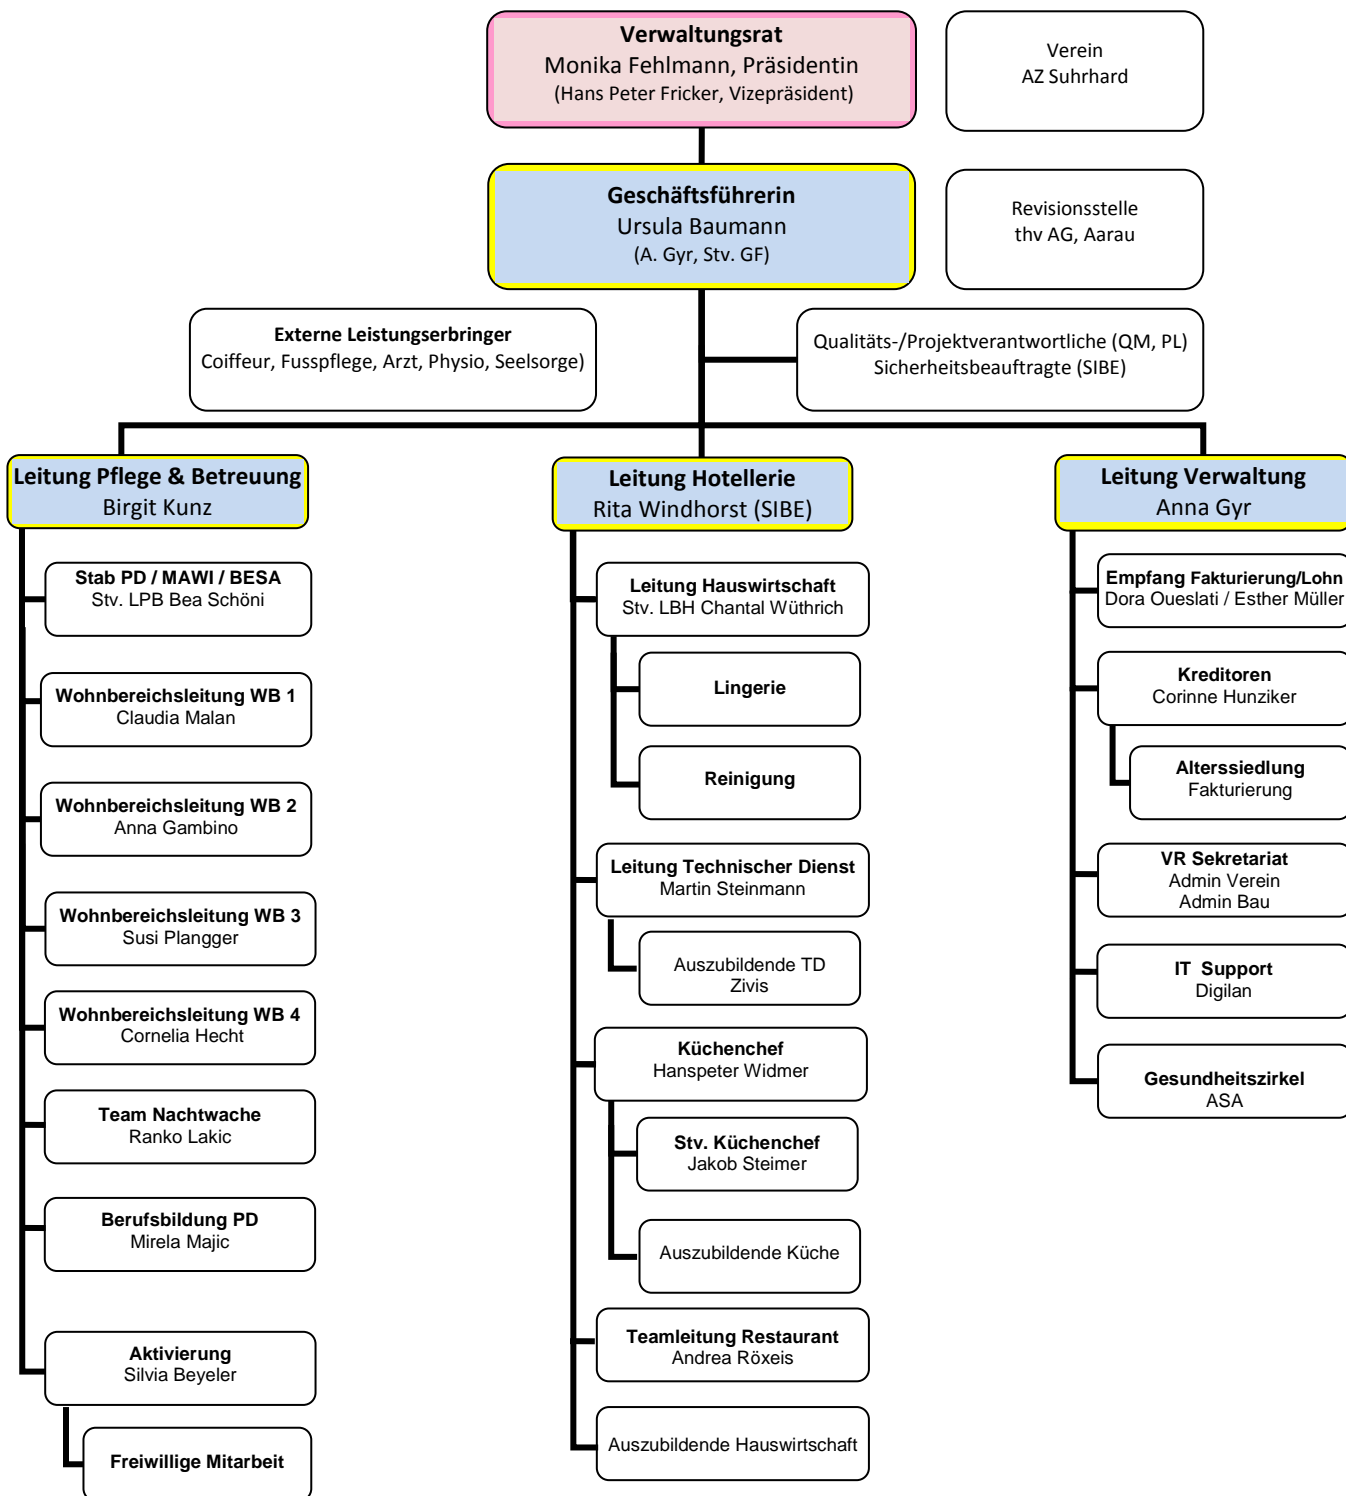 Verwaltungsrat
Monika Fehlmann, Präsidentin
(Hans Peter Fricker, Vizepräsident)
Verein
AZ Suhrhard
Geschäftsführerin
Ursula Baumann
(A. Gyr, Stv. GF)
Revisionsstelle
thv AG, Aarau
Externe Leistungserbringer
Coiffeur, Fusspflege, Arzt, Physio, Seelsorge)
Qualitäts-/Projektverantwortliche (QM, PL)
Sicherheitsbeauftragte (SIBE)
Leitung Pflege & Betreuung
Birgit Kunz
Stab PD / MAWI / BESA
Stv. LPB Bea Schöni
Wohnbereichsleitung WB 1
Claudia Malan
Wohnbereichsleitung WB 2
Anna Gambino
Wohnbereichsleitung WB 3
Susi Plangger
Wohnbereichsleitung WB 4
Cornelia Hecht
Team Nachtwache
Ranko Lakic
Berufsbildung PD
Mirela Majic
Aktivierung
Silvia Beyeler
Freiwillige Mitarbeit
Leitung Hotellerie
Rita Windhorst (SIBE)
Leitung Hauswirtschaft
Stv. LBH Chantal Wüthrich
Lingerie
Reinigung
Leitung Technischer Dienst
Martin Steinmann
Auszubildende TD
Zivis
Küchenchef
Hanspeter Widmer
Stv. Küchenchef
Jakob Steimer
Auszubildende Küche
Teamleitung Restaurant
Andrea Röxeis
Auszubildende Hauswirtschaft
Leitung Verwaltung
Anna Gyr
Empfang Fakturierung/Lohn
Dora Oueslati / Esther Müller
Kreditoren
Corinne Hunziker
Alterssiedlung
Fakturierung
VR Sekretariat
Admin Verein
Admin Bau
IT  Support
Digilan
Gesundheitszirkel
ASA